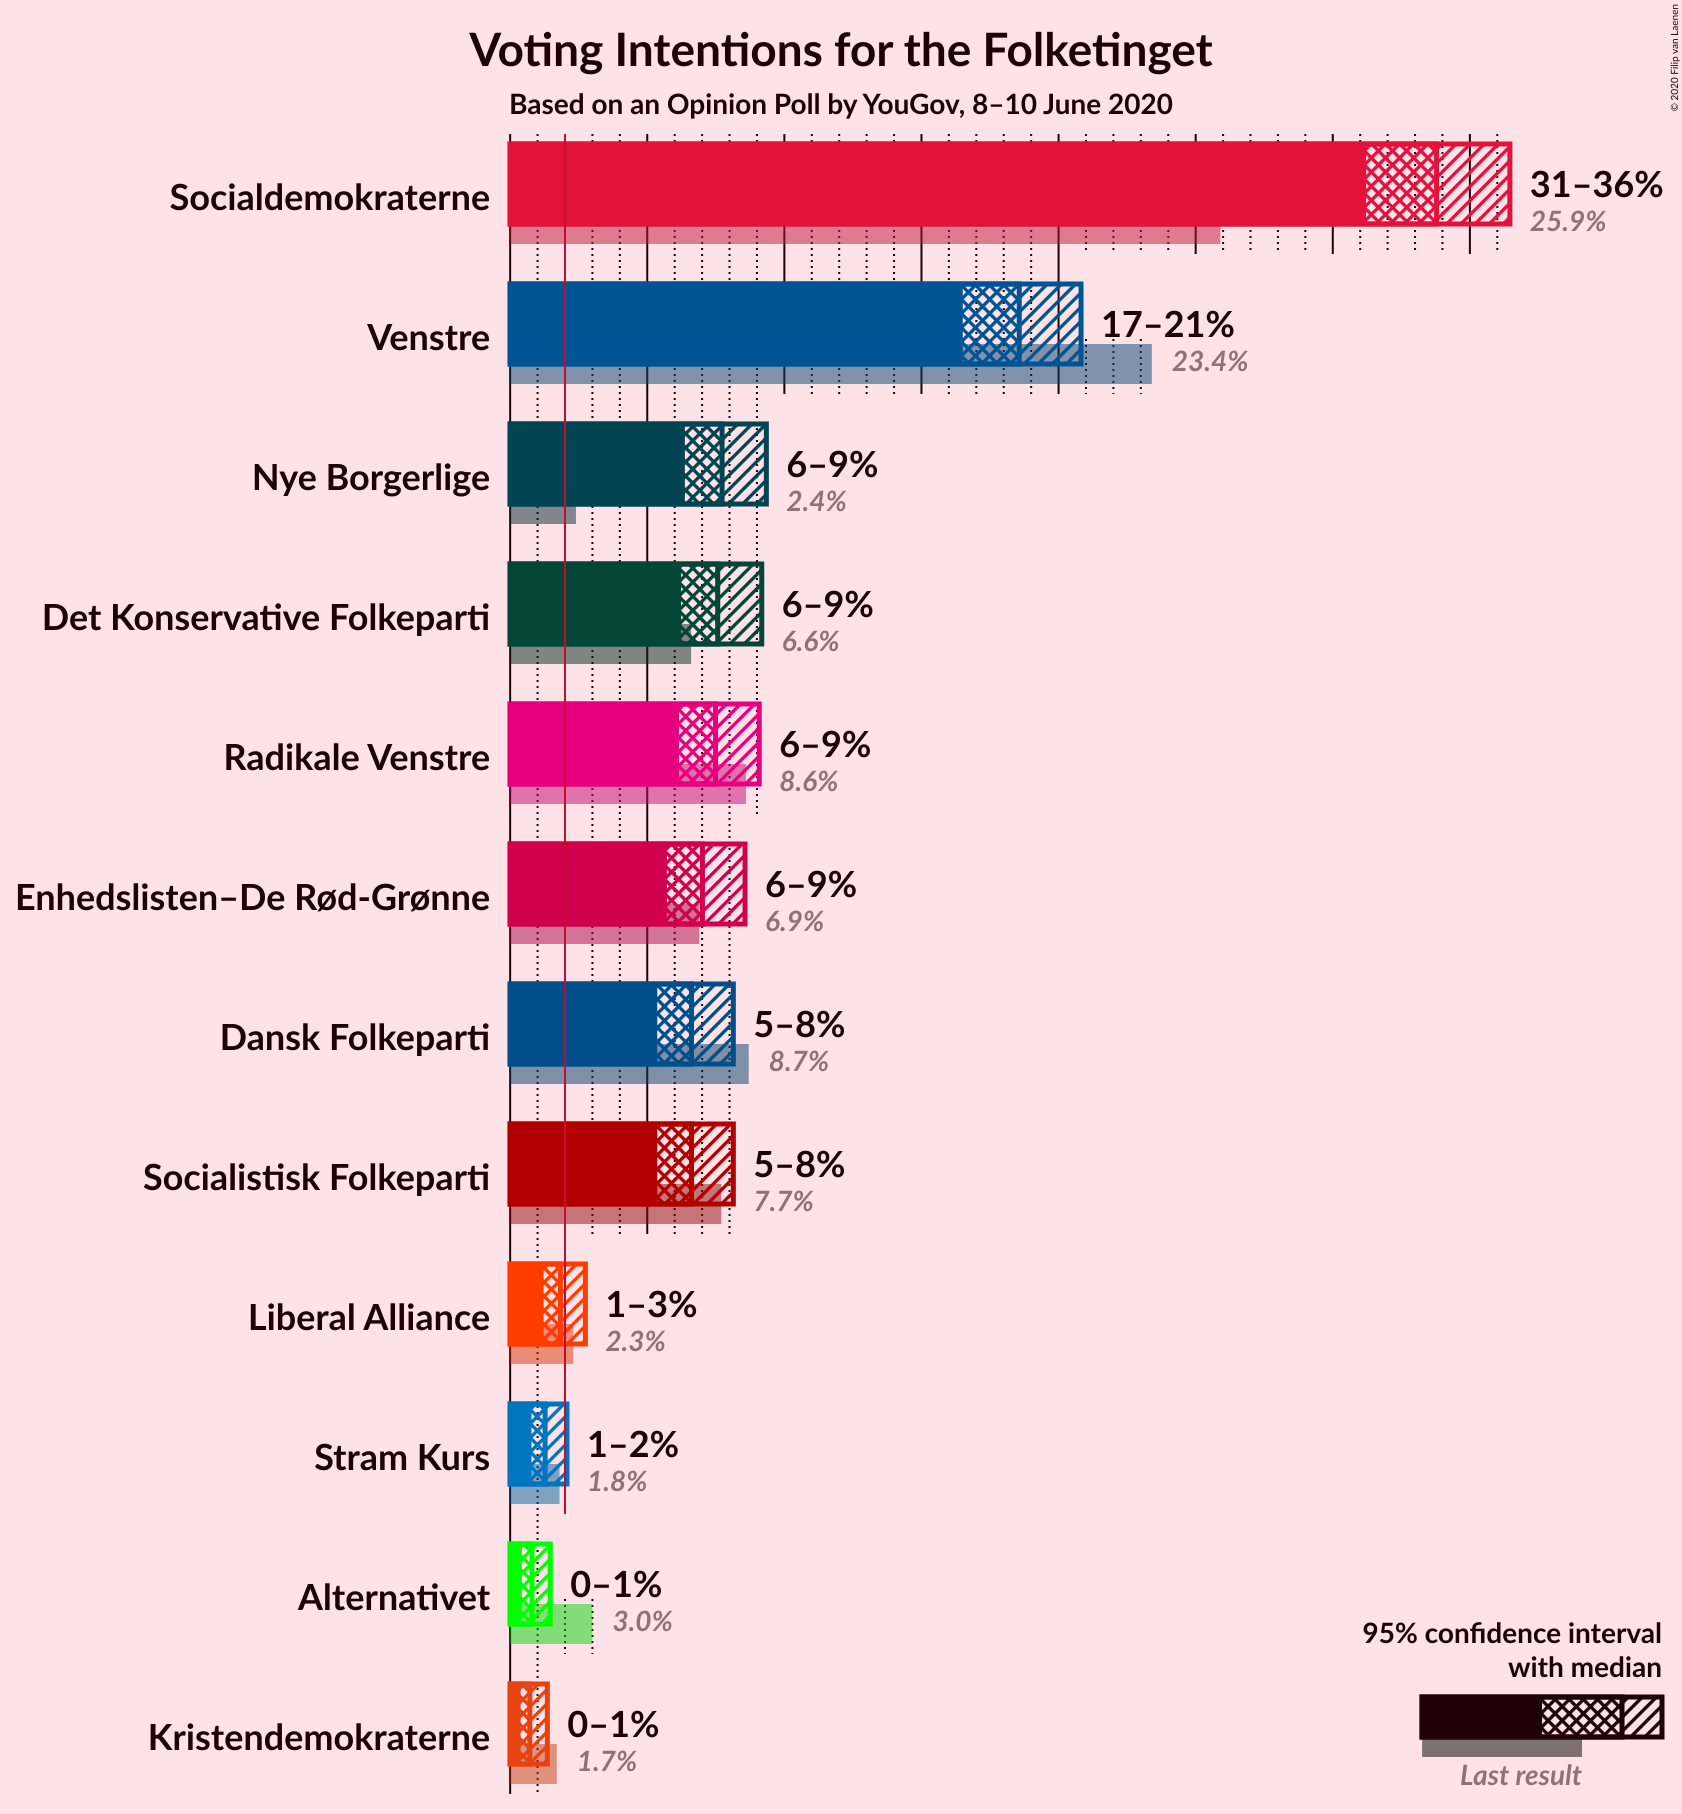 Voting Intentions for the Folketinget
Based on an Opinion Poll by YouGov, 8–10 June 2020
© 2020 Filip van Laenen
Socialdemokraterne
31–36%
25.9%
Venstre
17–21%
23.4%
Nye Borgerlige
6–9%
2.4%
Det Konservative Folkeparti
6–9%
6.6%
Radikale Venstre
6–9%
8.6%
Enhedslisten–De Rød-Grønne
6–9%
6.9%
Dansk Folkeparti
5–8%
8.7%
Socialistisk Folkeparti
5–8%
7.7%
Liberal Alliance
1–3%
2.3%
Stram Kurs
1–2%
1.8%
Alternativet
0–1%
3.0%
Kristendemokraterne
0–1%
1.7%
95% confidence interval
with median
Last result